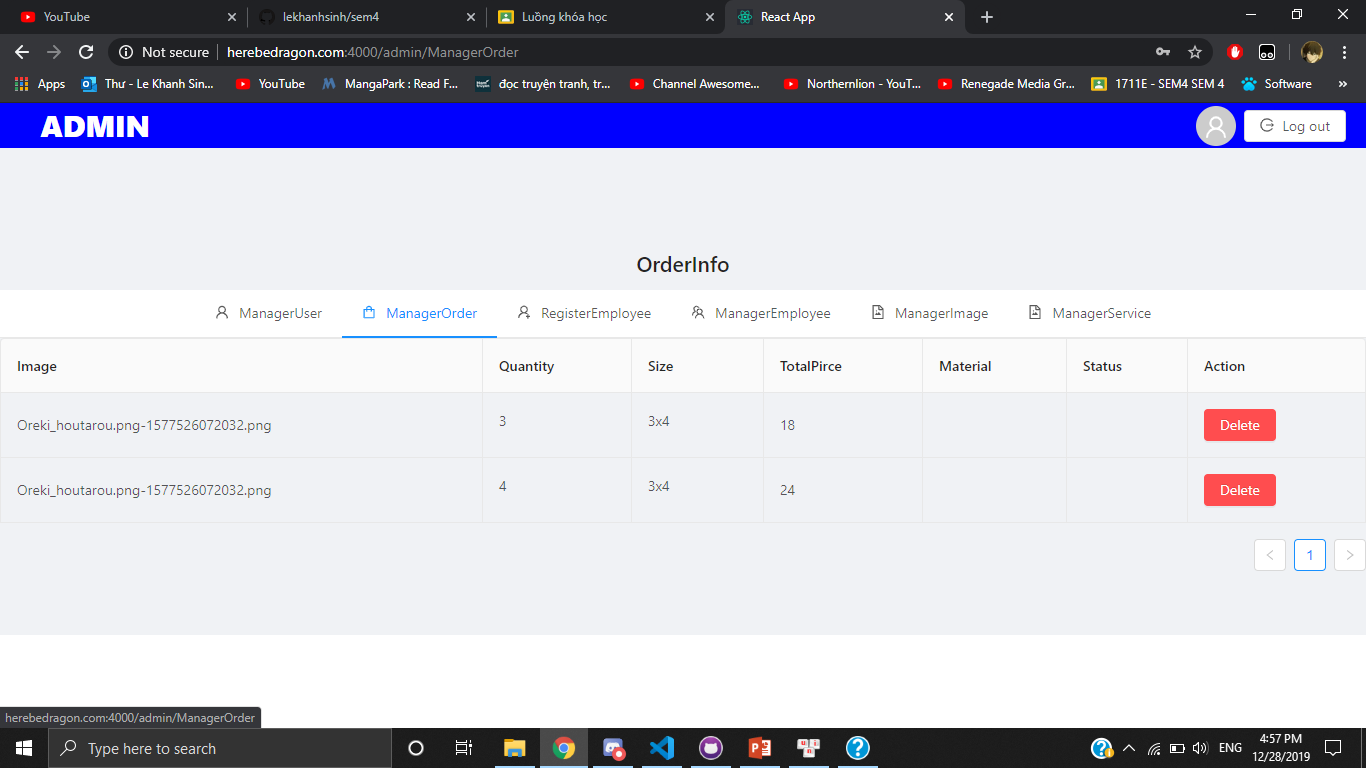 YouTube
lekhanhsinh/sem4
Luồng khóa học
React App
Not secure
herebedragon.com:4000/admin/ManagerOrder
Apps
Thư - Le Khanh Sin...
YouTube
MangaPark : Read F...
đọc truyện tranh, tr...
Channel Awesome...
Northernlion - YouT...
Renegade Media Gr...
1711E - SEM4 SEM 4
Software
»
ADMIN
Log out
OrderInfo
ManagerUser
ManagerOrder
RegisterEmployee
ManagerEmployee
ManagerImage
ManagerService
Image Quantity Size TotalPirce Material Status Action
Oreki_houtarou.png-1577526072032.png 3 3x4 18 Delete
Oreki_houtarou.png-1577526072032.png 4 3x4 24 Delete
< 1 >
herebedragon.com:4000/admin/ManagerOrder
Type here to search
ENG
4:57 PM
12/28/2019